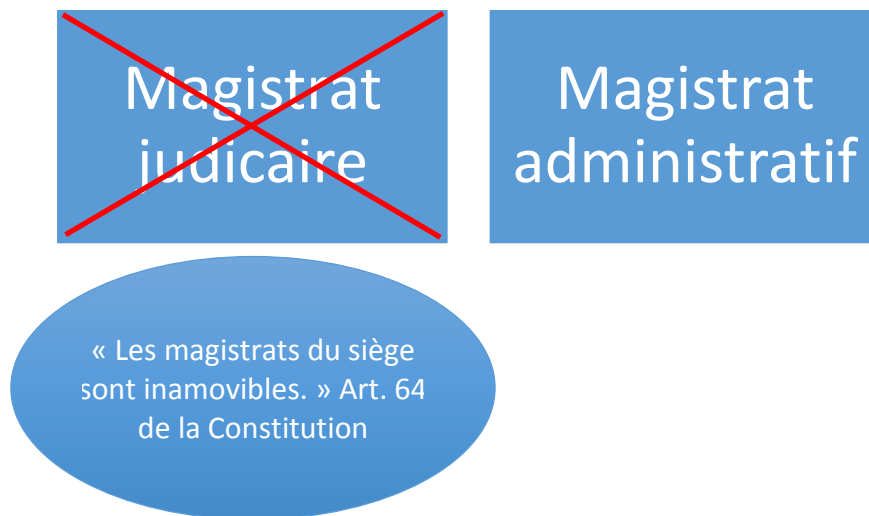 Magistrat
judicaire
Magistrat
administratif
« Les magistrats du siège
sont inamovibles. » Art. 64
de la Constitution